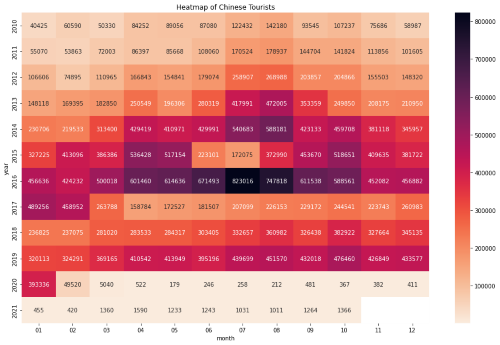 Heatmap of Chinese Tourists
2010 40425 60590 50330 84252 89056 87080 122432 142180 93545 107237 75686 58987
2011 55070 53863 72003 86397 85668 108060 170524 178937 144704 141824 113856 101605
2012 106606 74895 110965 166843 154841 179074 258907 268988 203857 204866 155503 148320
2013 148118 169395 182850 250549 196306 280319 417991 472005 353359 249850 208175 210950
2014 230706 219533 313400 429419 410971 429991 540683 588181 423133 459708 381118 345957
2015 327225 413096 386386 536428 517154 223101 172075 372990 453670 518651 409635 381722
2016 456636 424232 500018 601460 614636 671493 823016 747818 611538 588561 452082 456882
2017 489256 458952 263788 158784 172527 181507 207099 226153 229172 244541 223743 260983
2018 236825 237075 281020 283533 284317 303405 332657 360982 326438 382922 327664 345135
2019 320113 324291 369165 410542 413949 395196 439699 451570 432018 476460 426849 433577
2020 393336 49520 5040 522 179 246 258 212 481 367 382 411
2021 455 420 1360 1590 1233 1243 1031 1011 1264 1366
01 02 03 04 05 06 07 08 09 10 11 12
month
year
800000
700000
600000
500000
400000
300000
200000
100000